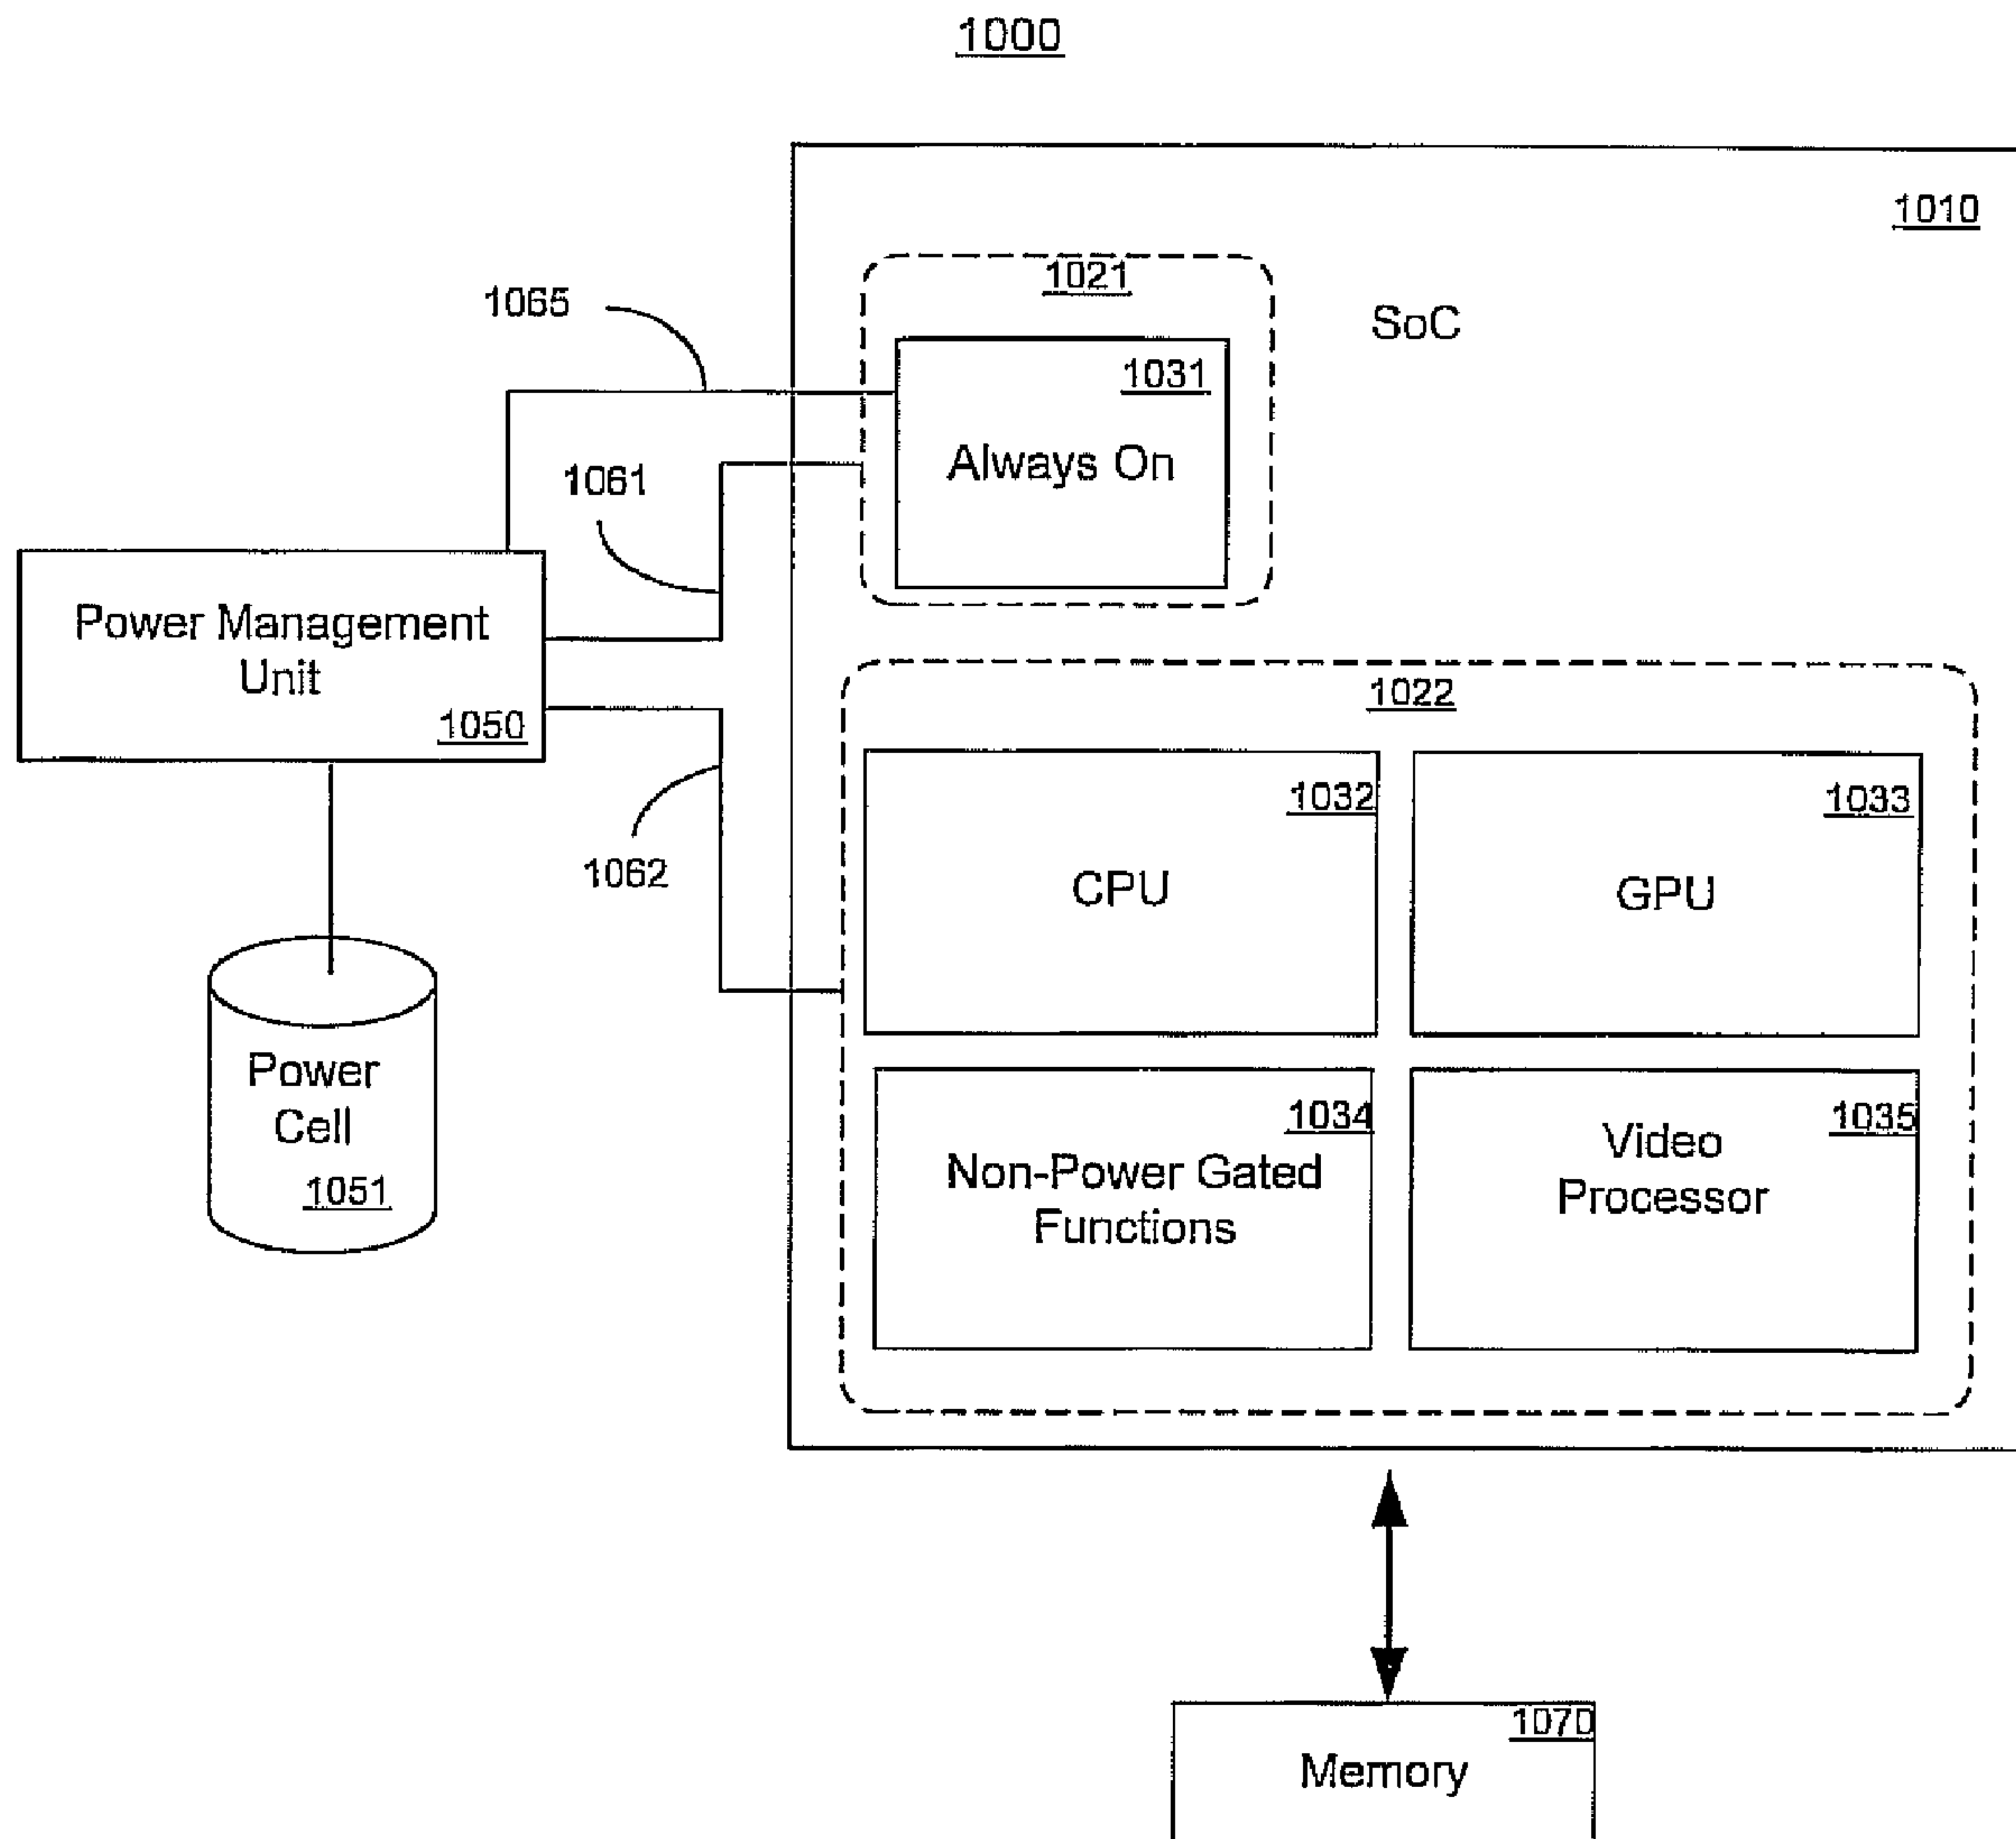 1000
1010
1021
SoC
1065
1031
Always On
1061
Power Management
Unit
1050
1022
1062
1032
CPU
1033
GPU
Power
Cell
1051
1034
Non-Power Gated
Functions
1035
Video
Processor
1070
Memory